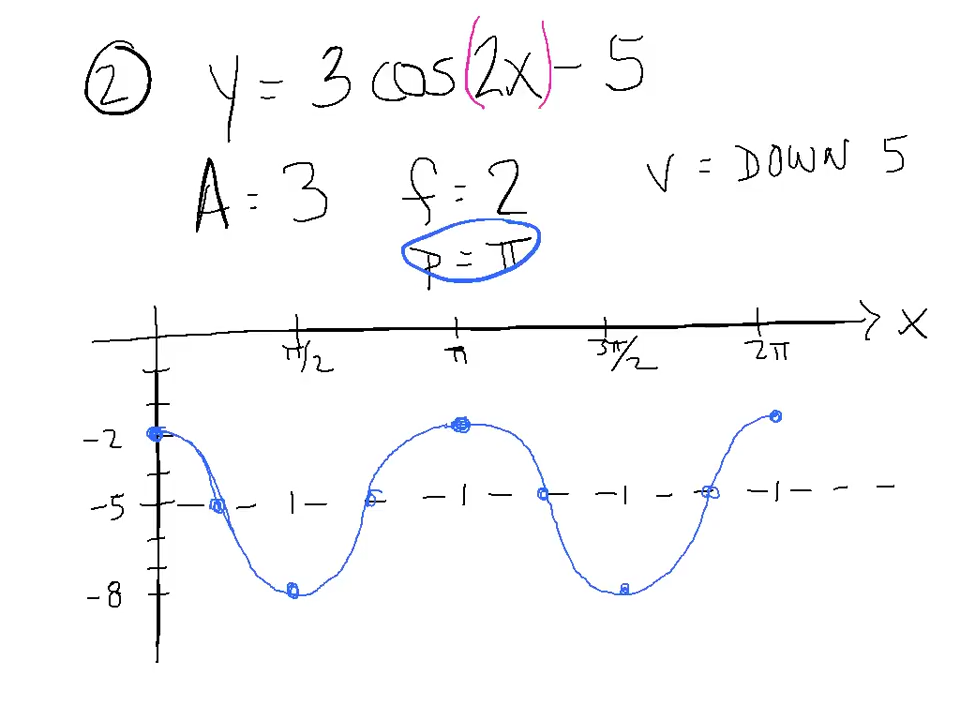 2 y = 3 cos(2x) - 5
A = 3 f = 2 V = DOWN 5
P = π
x
π/2 π 3π/2 2π
-2
-5
-8